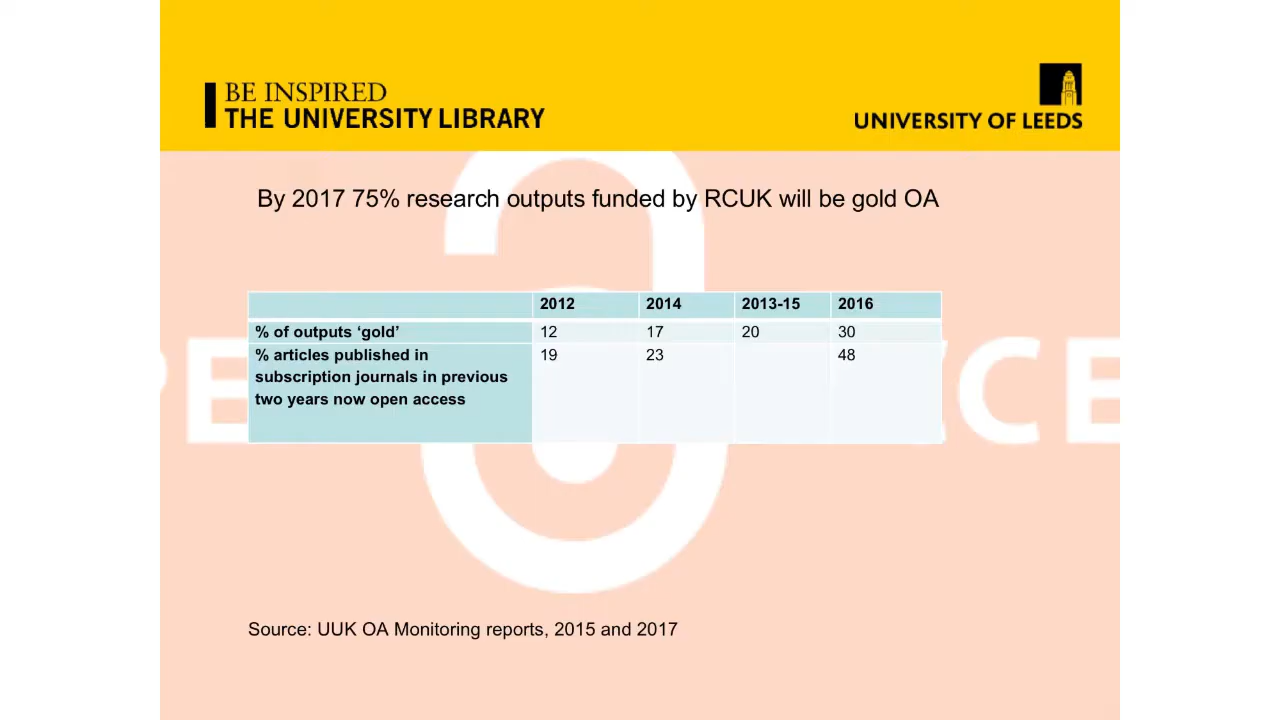 BE INSPIRED
THE UNIVERSITY LIBRARY
UNIVERSITY OF LEEDS
By 2017 75% research outputs funded by RCUK will be gold OA
2012 2014 2013-15 2016
% of outputs ‘gold’ 12 17 20 30
% articles published in 19 23 48
subscription journals in previous
two years now open access
PE CE
Source: UUK OA Monitoring reports, 2015 and 2017